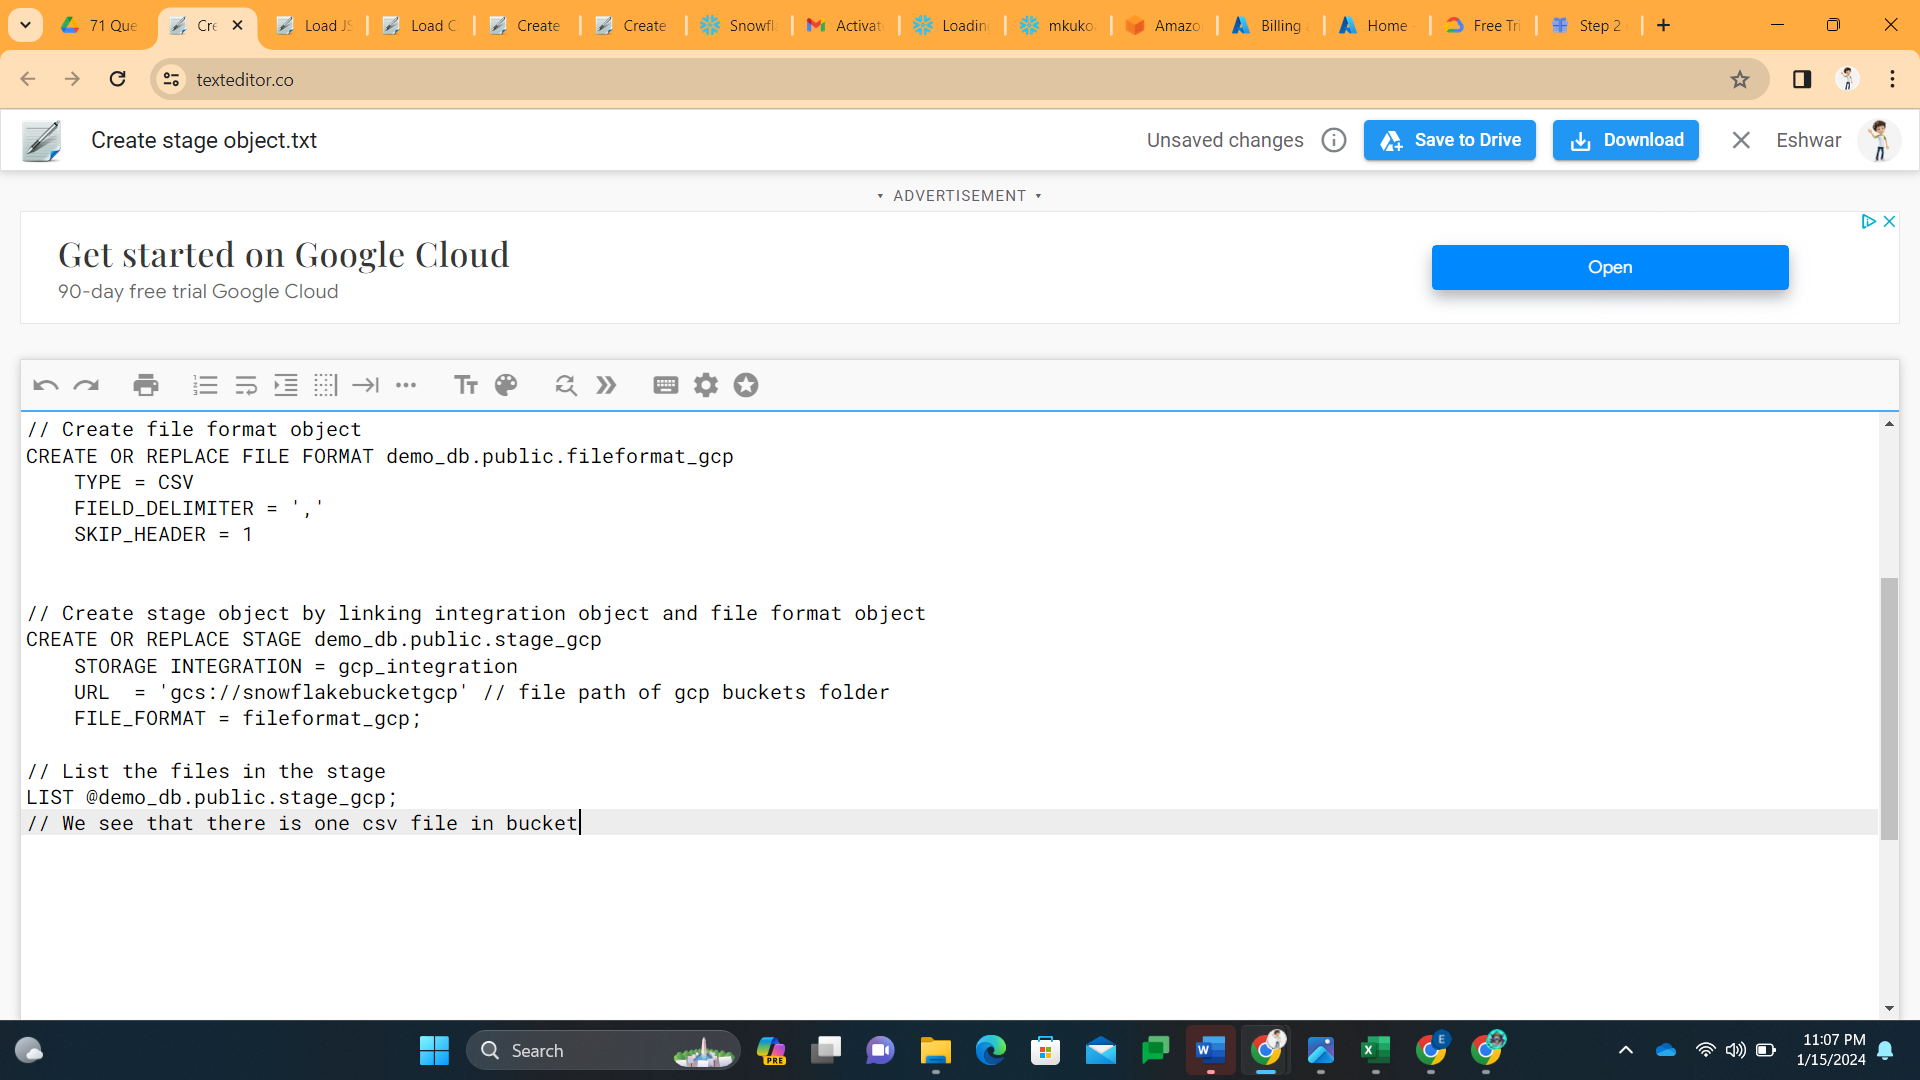 71 Que
Cre
Load JS
Load C
Create
Create
Snowfl
Activat
Loading
mkuko
Amazo
Billing
Home
Free Tri
Step 2
texteditor.co
Create stage object.txt
Unsaved changes
Save to Drive
Download
Eshwar
ADVERTISEMENT
Get started on Google Cloud
90-day free trial Google Cloud
Open
// Create file format object
CREATE OR REPLACE FILE FORMAT demo_db.public.fileformat_gcp
TYPE = CSV
FIELD_DELIMITER = ','
SKIP_HEADER = 1
// Create stage object by linking integration object and file format object
CREATE OR REPLACE STAGE demo_db.public.stage_gcp
STORAGE INTEGRATION = gcp_integration
URL  = 'gcs://snowflakebucketgcp' // file path of gcp buckets folder
FILE_FORMAT = fileformat_gcp;
// List the files in the stage
LIST @demo_db.public.stage_gcp;
// We see that there is one csv file in bucket
Search
PRE
11:07 PM
1/15/2024